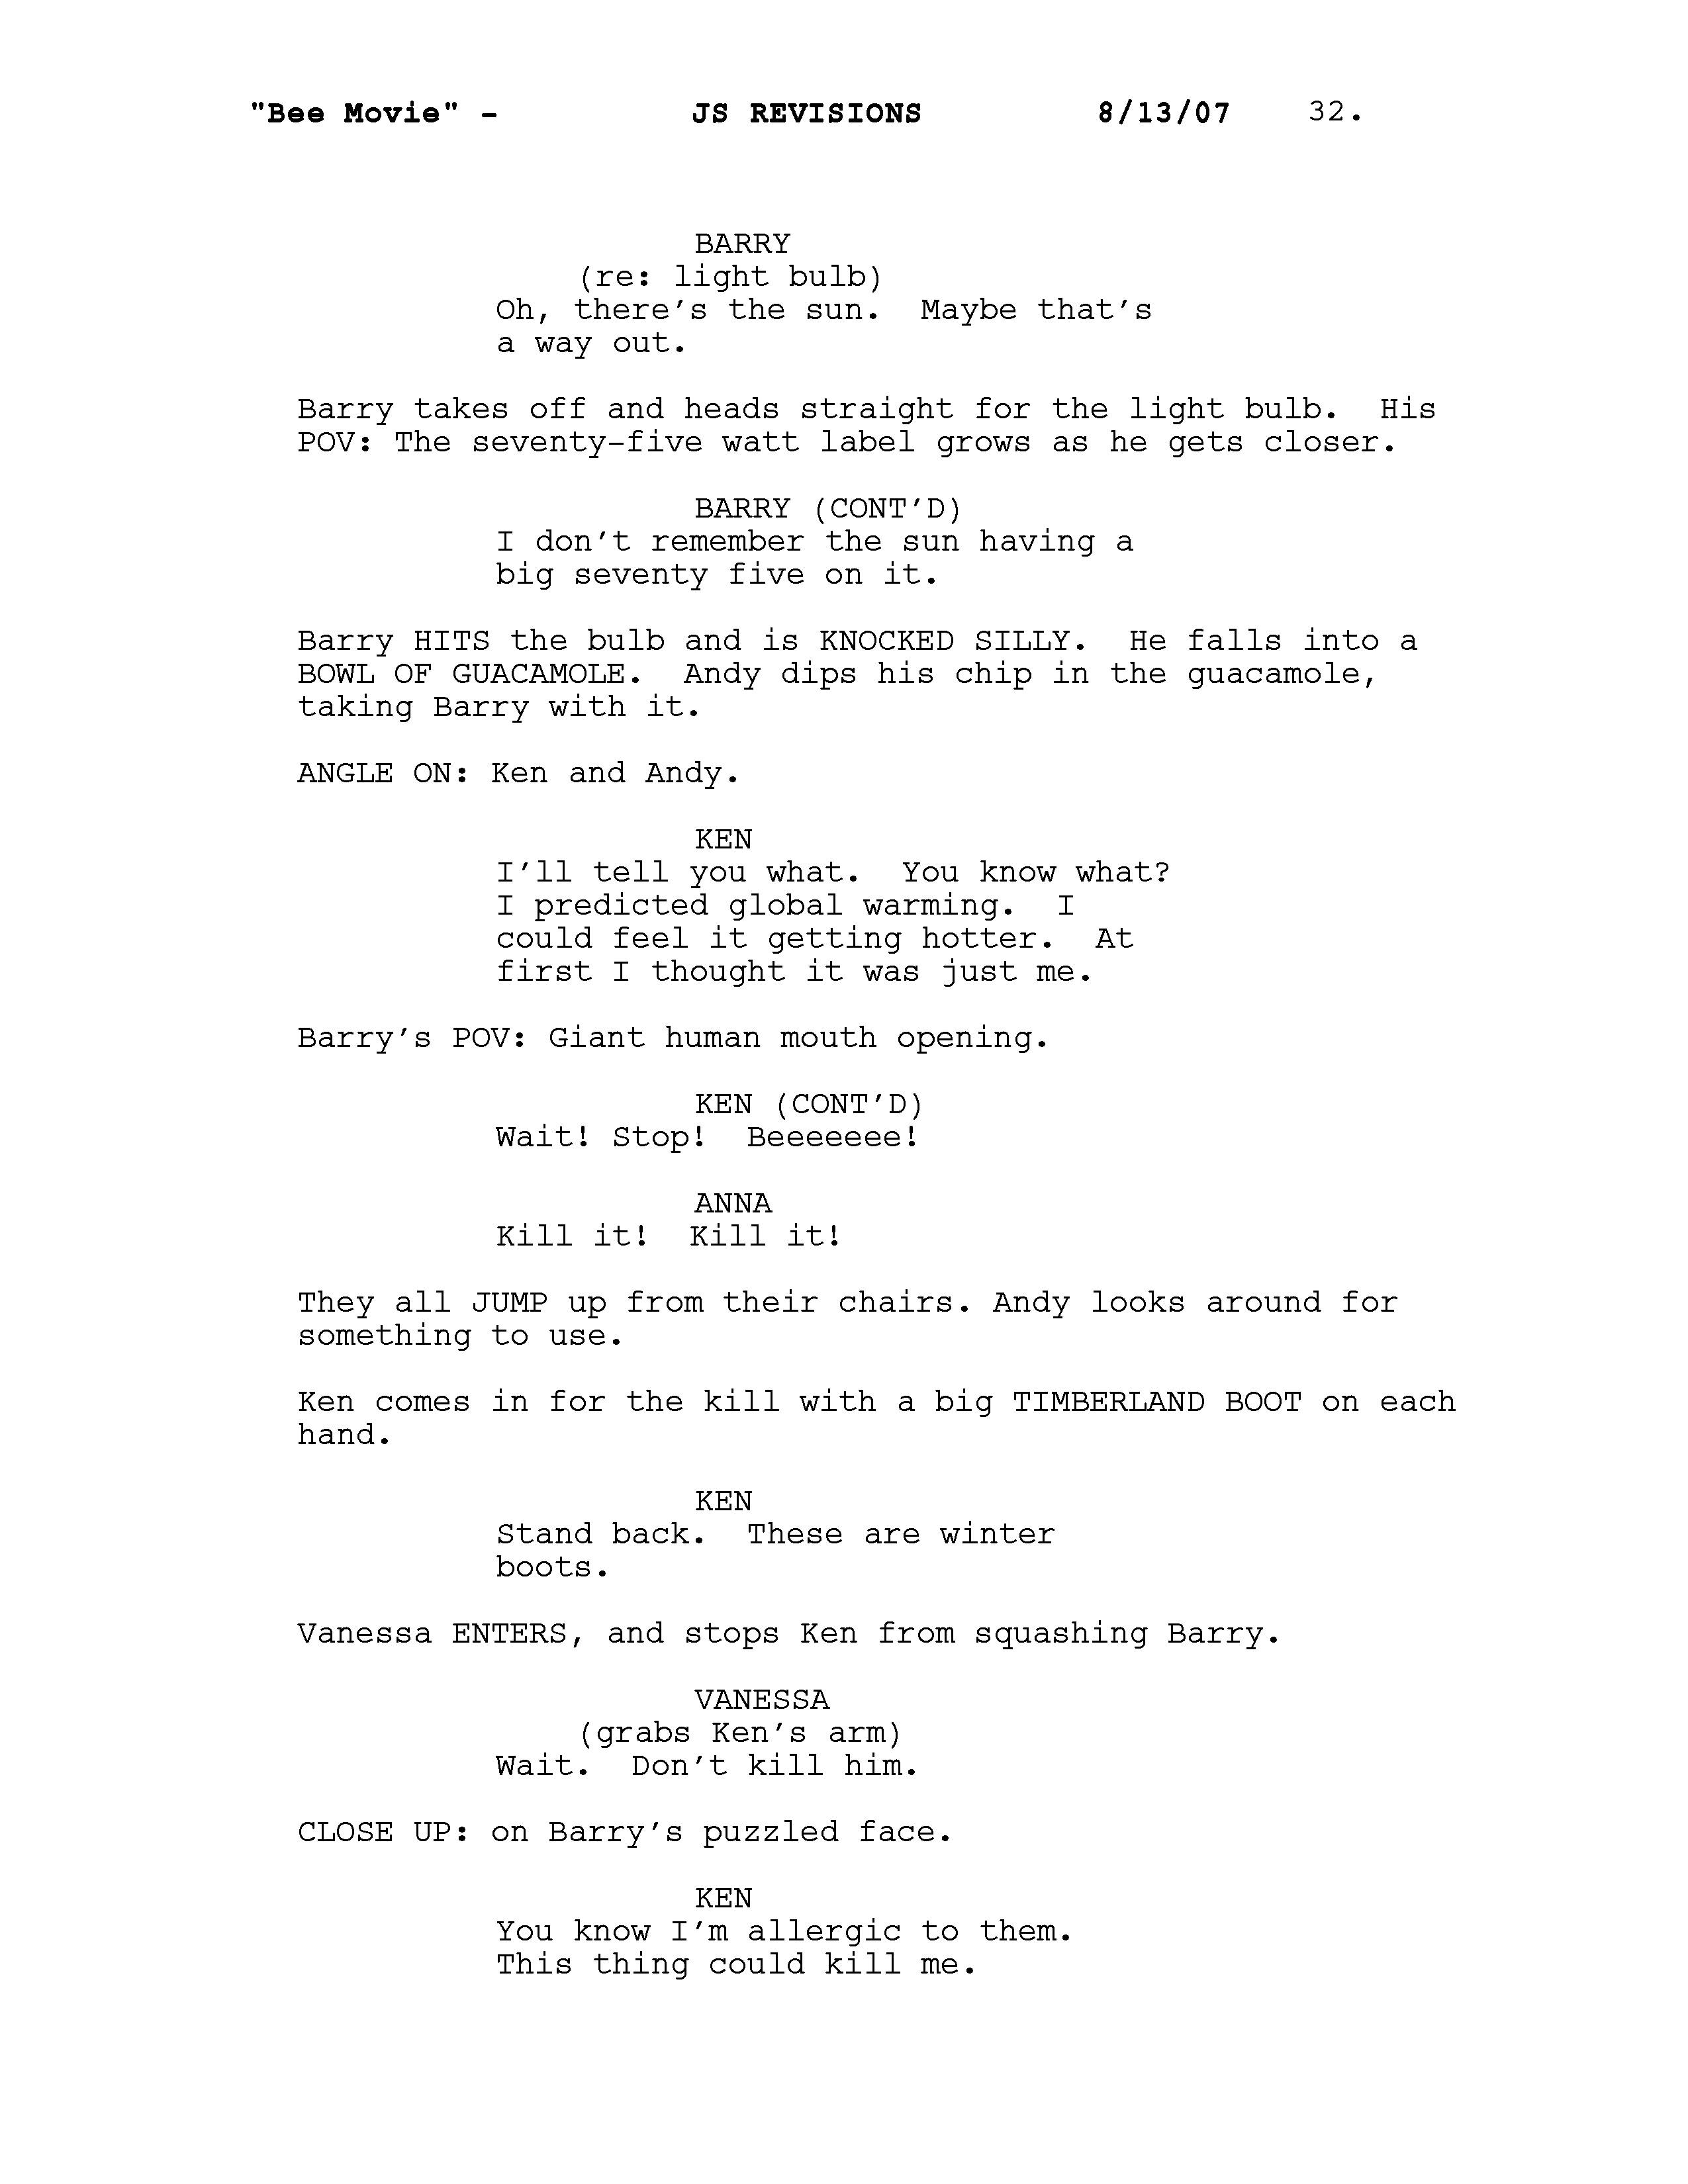 "Bee Movie" - JS REVISIONS 8/13/07 32.
BARRY
(re: light bulb)
Oh, there's the sun.  Maybe that's
a way out.
Barry takes off and heads straight for the light bulb.  His
POV: The seventy-five watt label grows as he gets closer.
BARRY (CONT'D)
I don't remember the sun having a
big seventy five on it.
Barry HITS the bulb and is KNOCKED SILLY.  He falls into a
BOWL OF GUACAMOLE.  Andy dips his chip in the guacamole,
taking Barry with it.
ANGLE ON: Ken and Andy.
KEN
I'll tell you what.  You know what?
I predicted global warming.  I
could feel it getting hotter.  At
first I thought it was just me.
Barry's POV: Giant human mouth opening.
KEN (CONT'D)
Wait! Stop!  Beeeeeee!
ANNA
Kill it!  Kill it!
They all JUMP up from their chairs. Andy looks around for
something to use.
Ken comes in for the kill with a big TIMBERLAND BOOT on each
hand.
KEN
Stand back.  These are winter
boots.
Vanessa ENTERS, and stops Ken from squashing Barry.
VANESSA
(grabs Ken's arm)
Wait.  Don't kill him.
CLOSE UP: on Barry's puzzled face.
KEN
You know I'm allergic to them.
This thing could kill me.